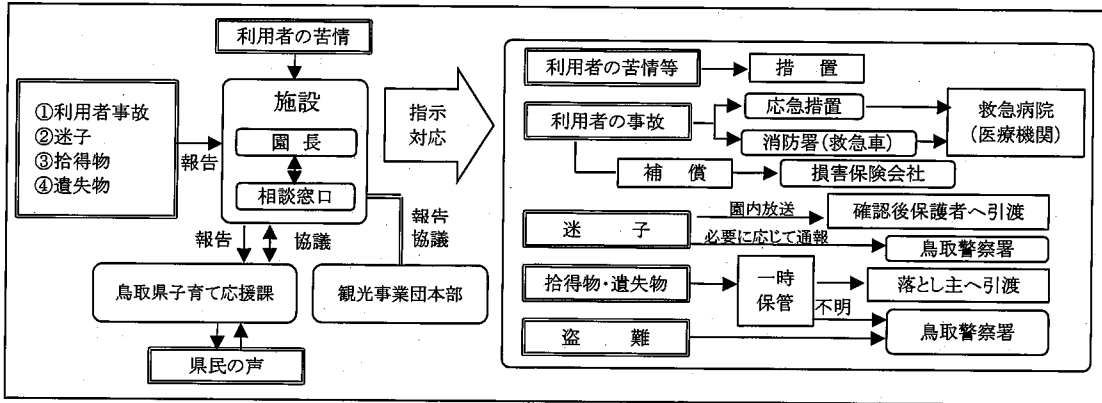 利用者の苦情
①利用者事故
②迷子
③拾得物
④遺失物
報告
施設
園長
相談窓口
報告
協議
報告
協議
鳥取県子育て応援課
観光事業団本部
県民の声
指示
対応
利用者の苦情等
措置
利用者の事故
応急措置
消防署(救急車)
救急病院
(医療機関)
補償
損害保険会社
迷子
園内放送
確認後保護者へ引渡
必要に応じて通報
鳥取警察署
拾得物・遺失物
一時
保管
落とし主へ引渡
不明
鳥取警察署
盗難